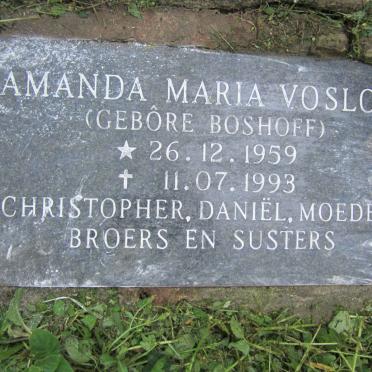 AMANDA MARIA VOSLO
(GEBÔRE BOSHOFF)
★ 26.12.1959
✝ 11.07.1993
CHRISTOPHER, DANIËL, MOEDE
BROERS EN SUSTERS